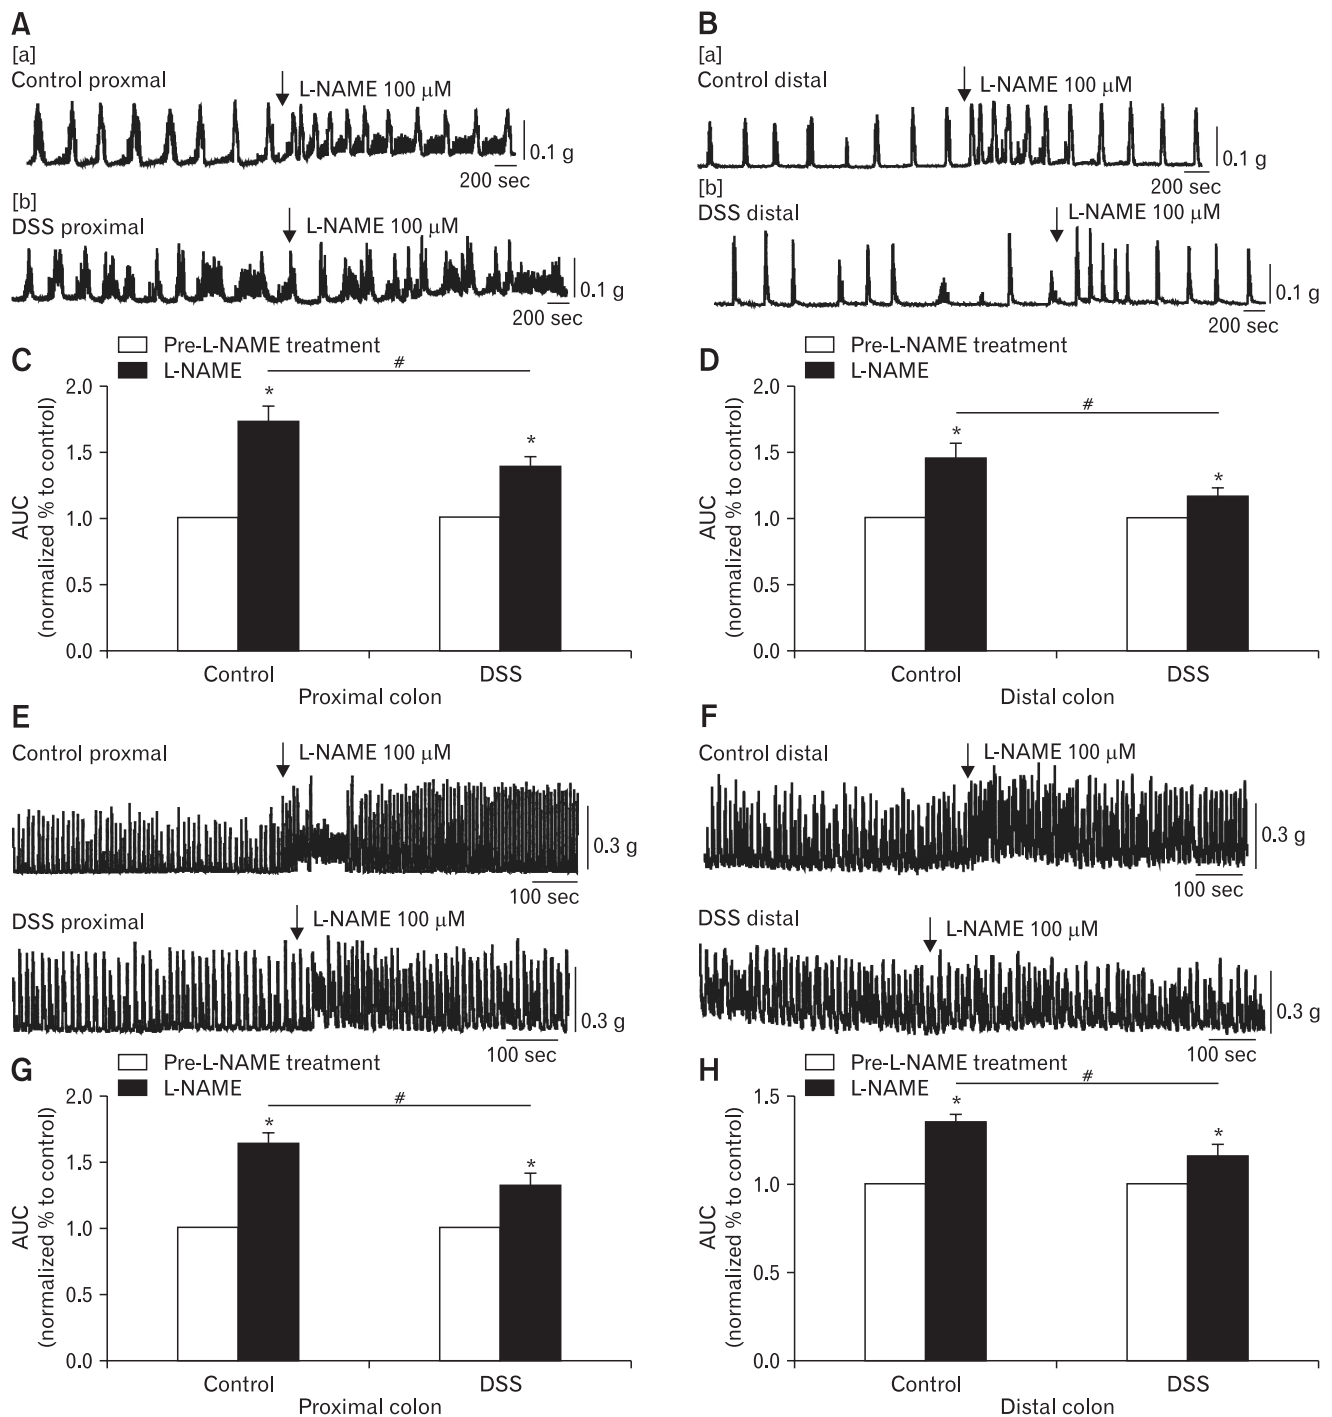 A
[a]
Control proxmal
L-NAME 100 μM
0.1 g
200 sec
[b]
DSS proximal
L-NAME 100 μM
0.1 g
200 sec
B
[a]
Control distal
L-NAME 100 μM
0.1 g
200 sec
[b]
DSS distal
L-NAME 100 μM
0.1 g
200 sec
C
Pre-L-NAME treatment
L-NAME
#
2.0
*
*
1.5
1.0
0.5
0.0
AUC
(normalized % to control)
Control
DSS
Proximal colon
D
Pre-L-NAME treatment
L-NAME
2.0
#
*
*
1.5
1.0
0.5
0.0
AUC
(normalized % to control)
Control
DSS
Distal colon
E
Control proxmal
L-NAME 100 μM
0.3 g
100 sec
DSS proximal
L-NAME 100 μM
0.3 g
100 sec
F
Control distal
L-NAME 100 μM
0.3 g
100 sec
DSS distal
L-NAME 100 μM
0.3 g
100 sec
G
Pre-L-NAME treatment
L-NAME
2.0
#
*
*
1.5
1.0
0.5
0.0
AUC
(normalized % to control)
Control
DSS
Proximal colon
H
Pre-L-NAME treatment
L-NAME
#
1.5
*
*
1.0
0.5
0.0
AUC
(normalized % to control)
Control
DSS
Distal colon